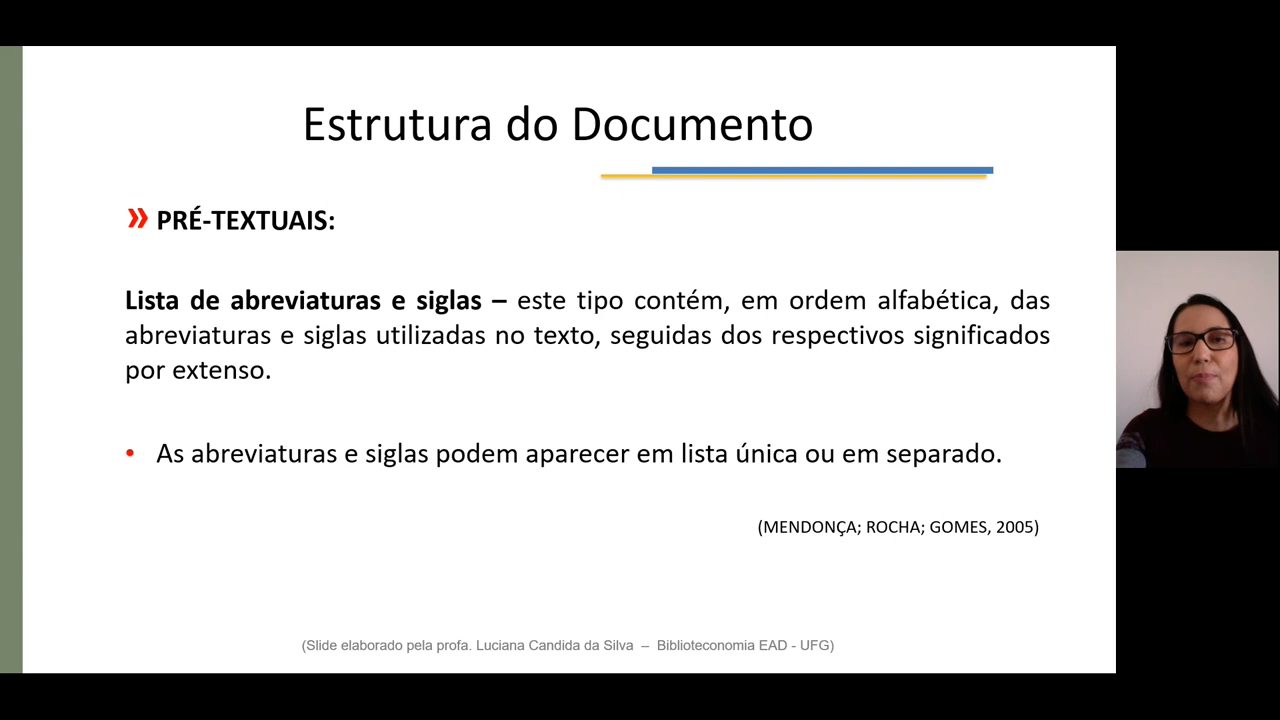 Estrutura do Documento
» PRÉ-TEXTUAIS:
Lista de abreviaturas e siglas – este tipo contém, em ordem alfabética, das
abreviaturas e siglas utilizadas no texto, seguidas dos respectivos significados
por extenso.
• As abreviaturas e siglas podem aparecer em lista única ou em separado.
(MENDONÇA; ROCHA; GOMES, 2005)
(Slide elaborado pela profa. Luciana Candida da Silva – Biblioteconomia EAD - UFG)